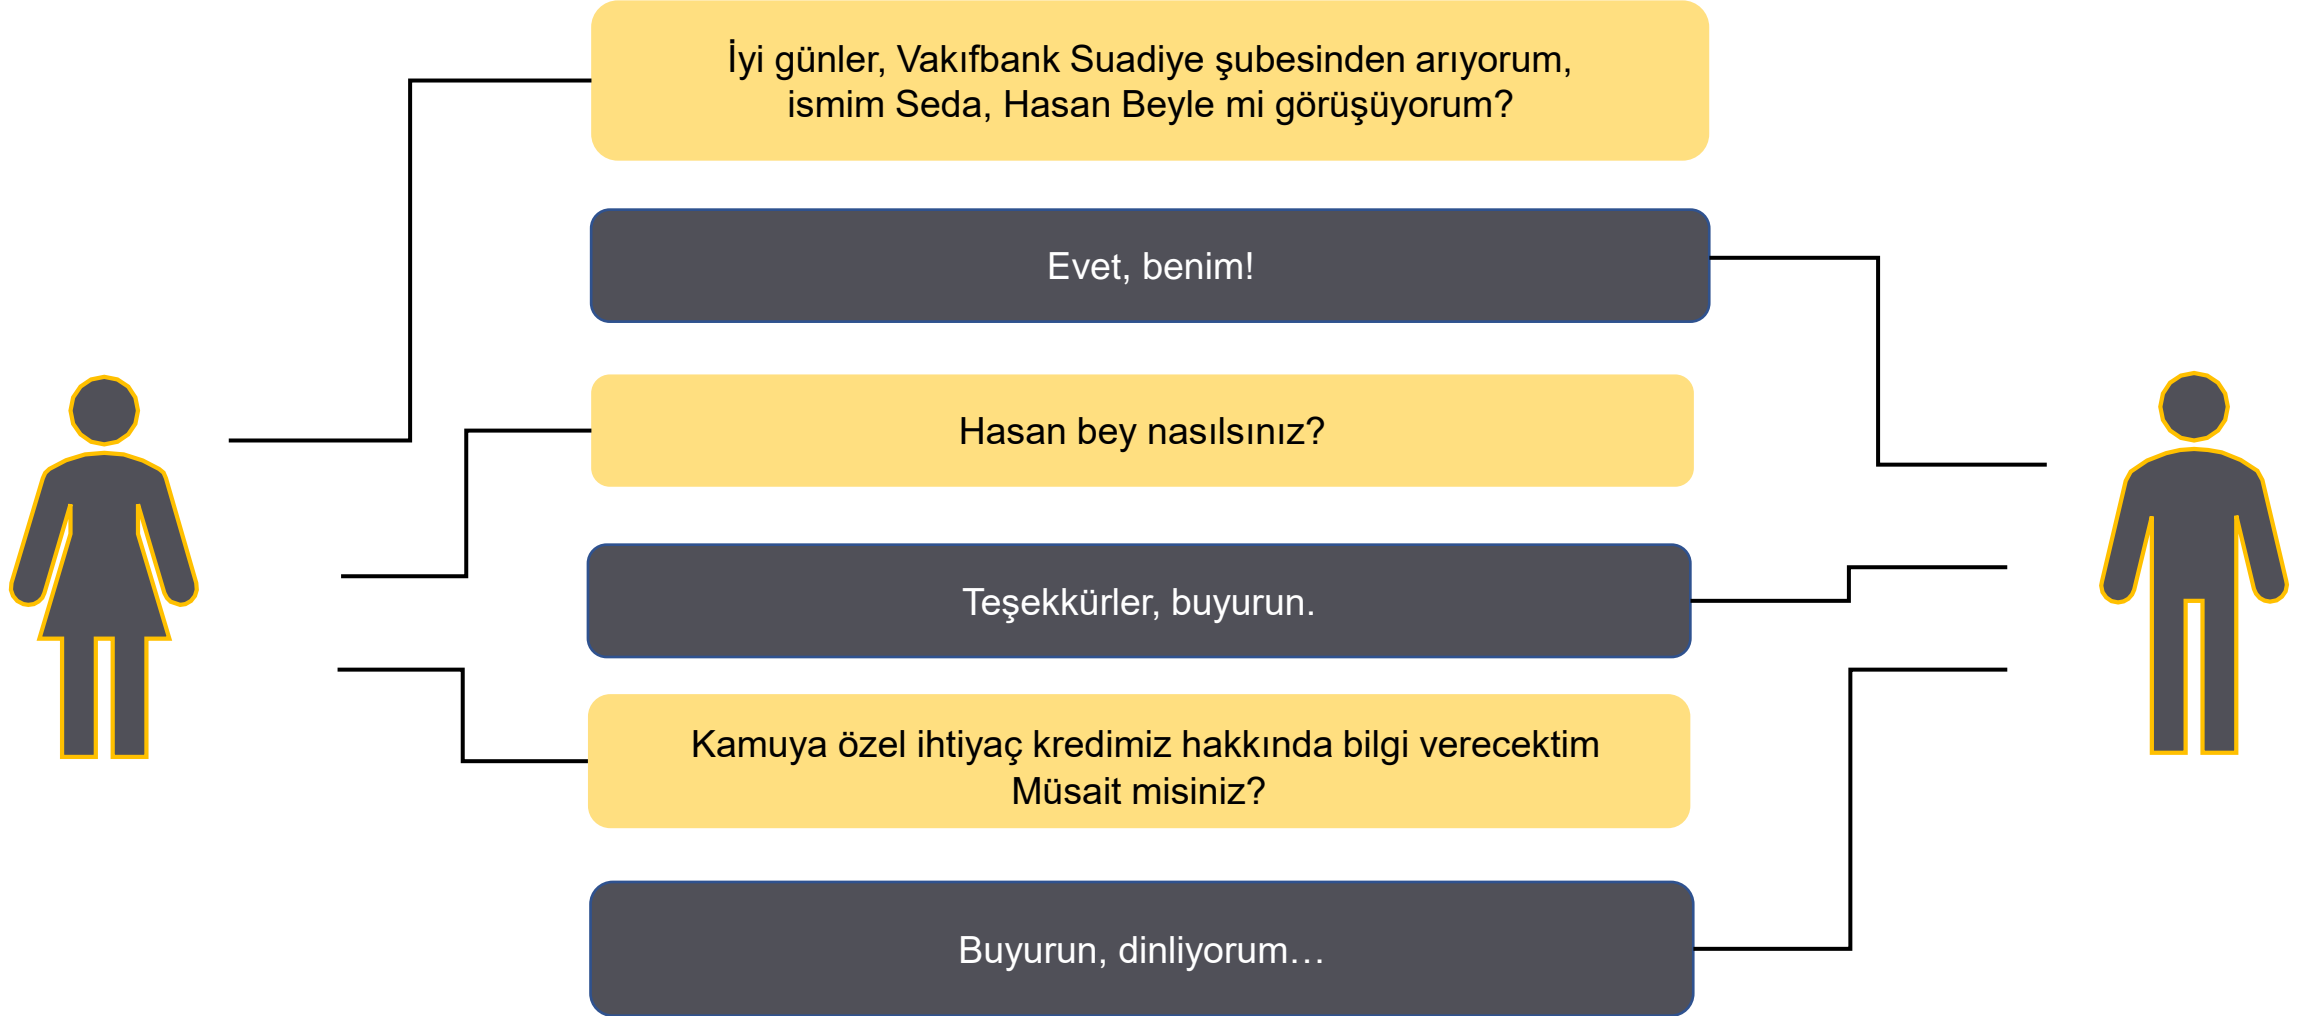 İyi günler, Vakıfbank Suadiye şubesinden arıyorum,
ismim Seda, Hasan Beyle mi görüşüyorum?
Evet, benim!
Hasan bey nasılsınız?
Teşekkürler, buyurun.
Kamuya özel ihtiyaç kredimiz hakkında bilgi verecektim
Müsait misiniz?
Buyurun, dinliyorum…